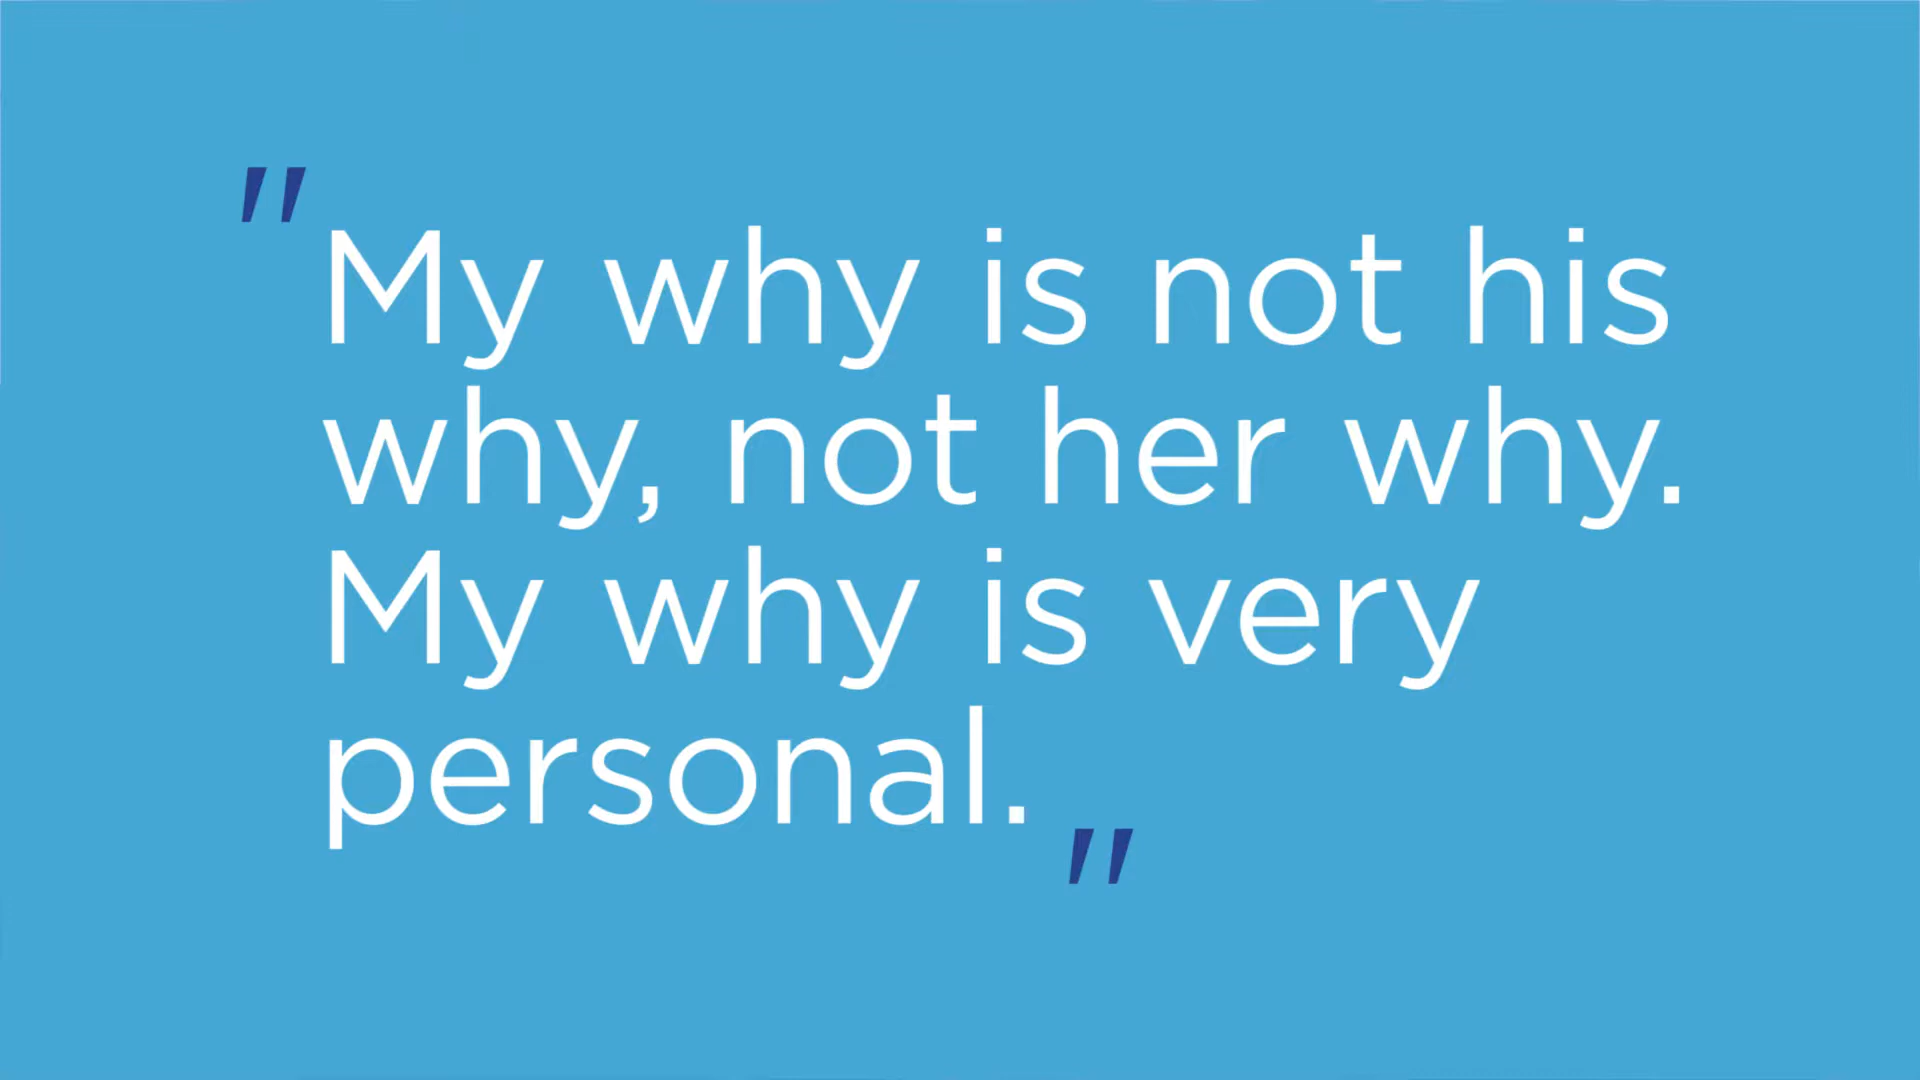 "My why is not his
why, not her why.
My why is very
personal."